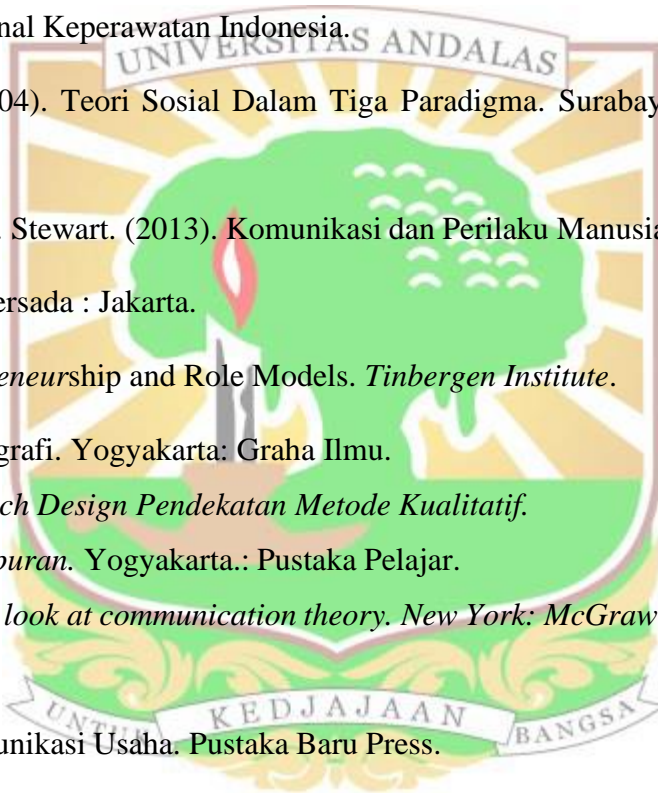 nal Keperawatan Indonesia.
UNIVERSITAS ANDALAS
04). Teori Sosial Dalam Tiga Paradigma. Surabay
. Stewart. (2013). Komunikasi dan Perilaku Manusia
ersada : Jakarta.
eneurship and Role Models. Tinbergen Institute.
grafi. Yogyakarta: Graha Ilmu.
ch Design Pendekatan Metode Kualitatif.
puran. Yogyakarta.: Pustaka Pelajar.
look at communication theory. New York: McGraw
UNTUK KEDJAJAAN BANGSA
unikasi Usaha. Pustaka Baru Press.